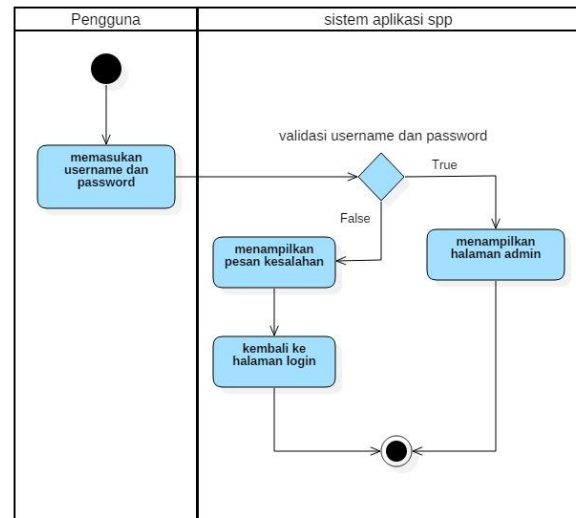 Pengguna
sistem aplikasi spp
validasi username dan password
memasukan
username dan
password
True
False
menampilkan
pesan kesalahan
menampilkan
halaman admin
kembali ke
halaman login